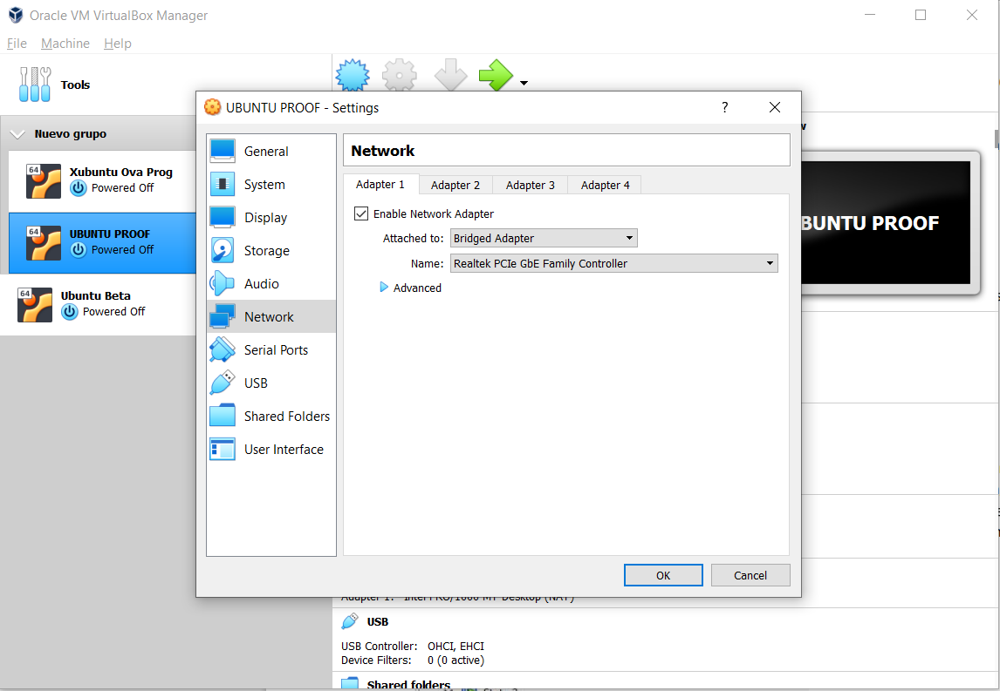 Oracle VM VirtualBox Manager
File Machine Help
Tools
Nuevo grupo
64
Xubuntu Ova Prog
Powered Off
64
UBUNTU PROOF
Powered Off
64
Ubuntu Beta
Powered Off
UBUNTU PROOF - Settings
?
General
System
Display
Storage
Audio
Network
Serial Ports
USB
Shared Folders
User Interface
Network
Adapter 1 Adapter 2 Adapter 3 Adapter 4
Enable Network Adapter
Attached to: Bridged Adapter
Name: Realtek PCIe GbE Family Controller
Advanced
OK Cancel
w
BUNTU PROOF
Adapter 1: Intel PRO/1000 MT Desktop (NAT)
USB
USB Controller: OHCI, EHCI
Device Filters: 0 (0 active)
Shared folders